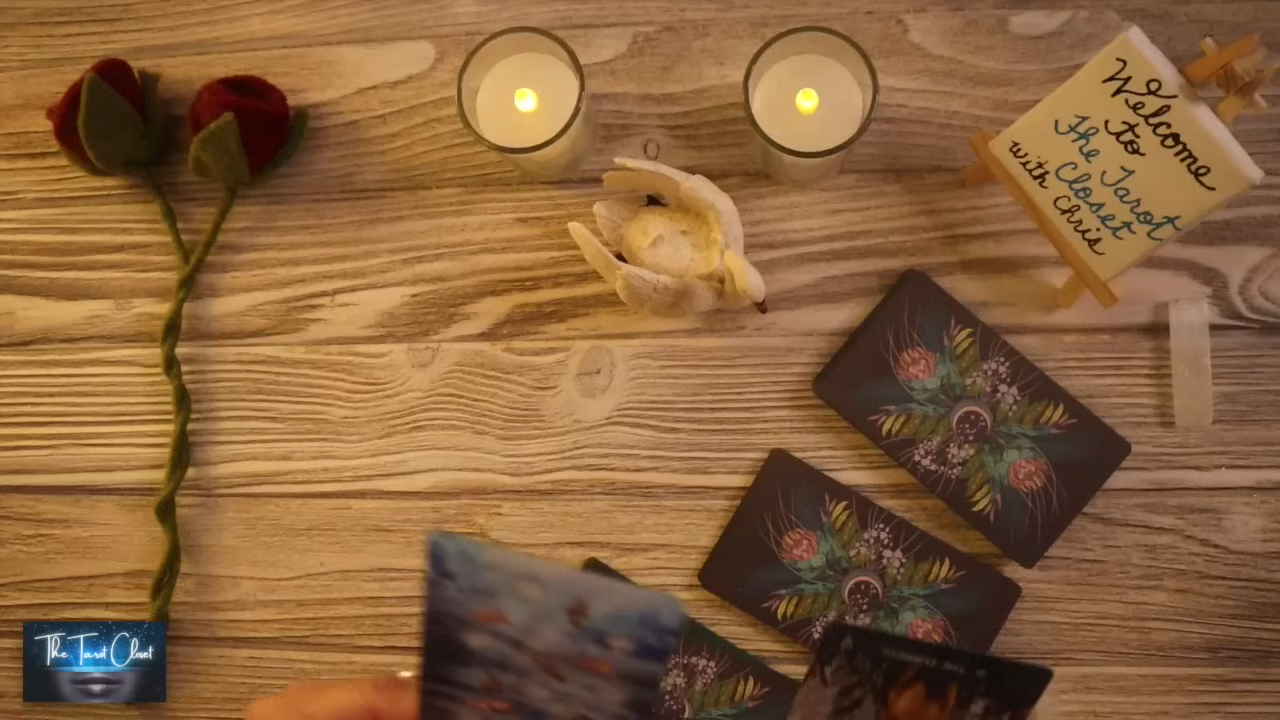 Welcome
to
The Tarot
Closet
with Chris
The Tarot Closet